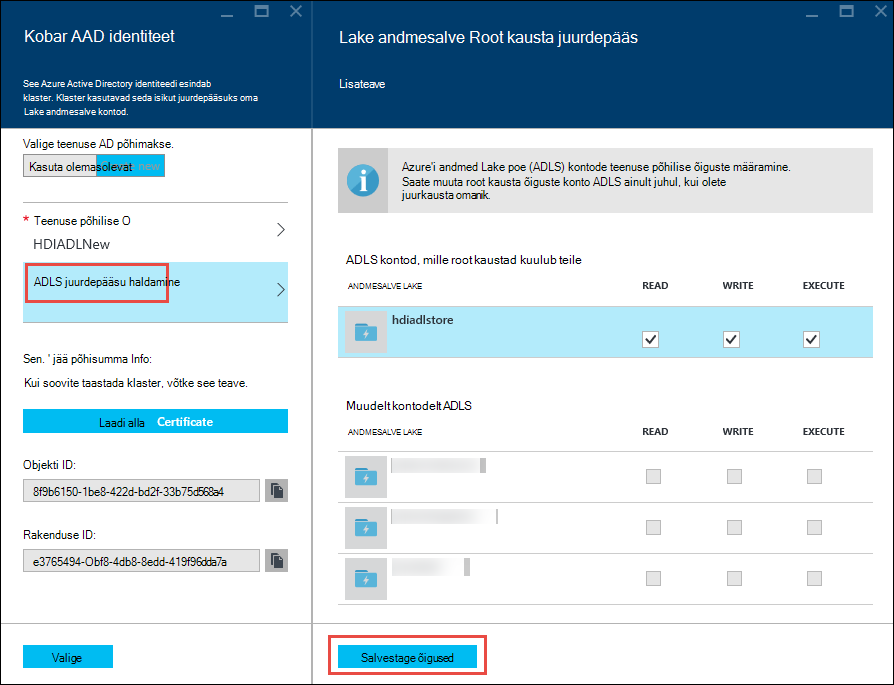 Kobar AAD identiteet
See Azure Active Directory identiteedi esindab
klaster. Klaster kasutavad seda isikut juurdepääsuks oma
Lake andmesalve kontod.
Valige teenuse AD põhimakse.
Kasuta olemasolevat new
* Teenuse põhilise O
HDIADLNew
ADLS juurdepääsu haldamine
Sen. ' jää põhisumma Info:
Kui soovite taastada klaster, võtke see teave.
Laadi alla Certificate
Objekti ID:
8f9b6150-1be8-422d-bd2f-33b75d568a4
Rakenduse ID:
e3765494-Obf8-4db8-8edd-419f96dda7a
Valige
Lake andmesalve Root kausta juurdepääs
Lisateave
Azure'i andmed Lake poe (ADLS) kontode teenuse põhilise õiguste määramine.
Saate muuta root kausta õiguste konto ADLS ainult juhul, kui olete
juurkausta omanik.
ADLS kontod, mille root kaustad kuulub teile
ANDMESALVE LAKE READ WRITE EXECUTE
hdiadlstore
Muudelt kontodelt ADLS
ANDMESALVE LAKE READ WRITE EXECUTE
Salvestage õigused